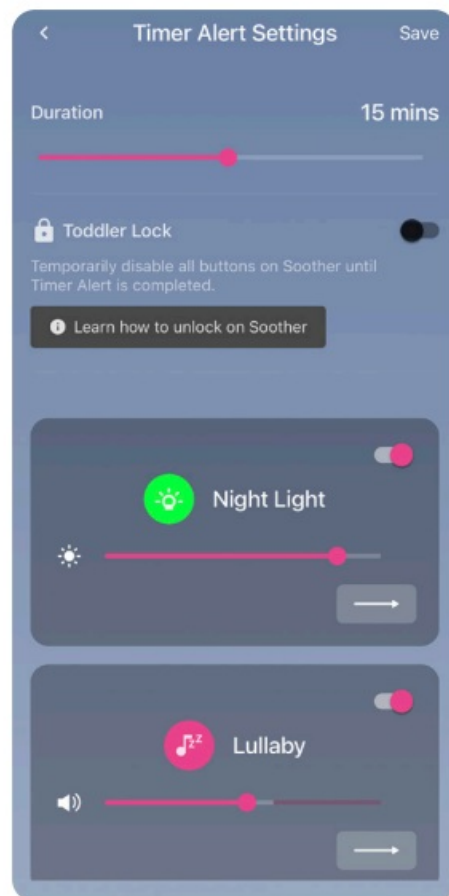 Timer Alert Settings Save
Duration 15 mins
Toddler Lock
Temporarily disable all buttons on Soother until
Timer Alert is completed.
Learn how to unlock on Soother
Night Light
Lullaby